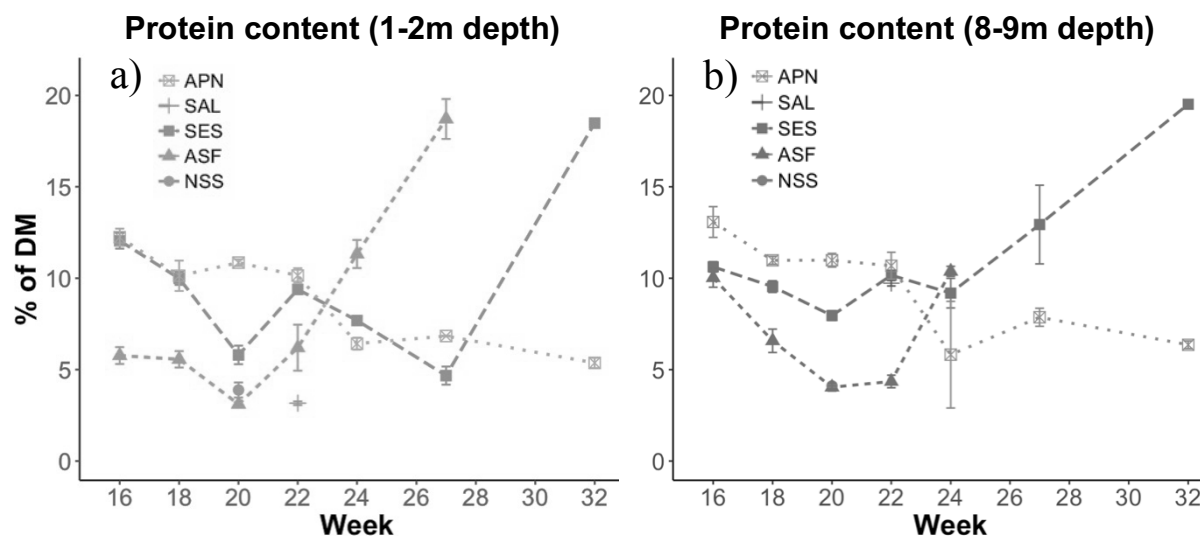 Protein content (1-2m depth)
a)
APN
SAL
SES
ASF
NSS
% of DM
20
15
10
5
0
16 18 20 22 24 26 28 30 32
Week
Protein content (8-9m depth)
b)
APN
SAL
SES
ASF
NSS
20
15
10
5
0
16 18 20 22 24 26 28 30 32
Week